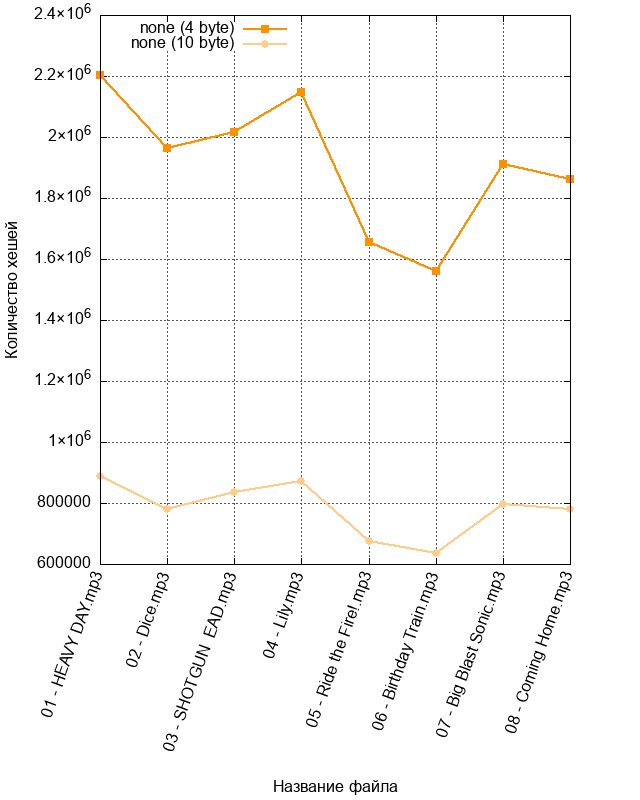 none (4 byte)
none (10 byte)
2.4×10⁶
2.2×10⁶
2×10⁶
1.8×10⁶
1.6×10⁶
1.4×10⁶
1.2×10⁶
1×10⁶
800000
600000
Количество хешей
01 - HEAVY DAY.mp3
02 - Dice.mp3
03 - SHOTGUN  EAD.mp3
04 - Lily.mp3
05 - Ride the Fire!.mp3
06 - Birthday Train.mp3
07 - Big Blast Sonic.mp3
08 - Coming Home.mp3
Название файла